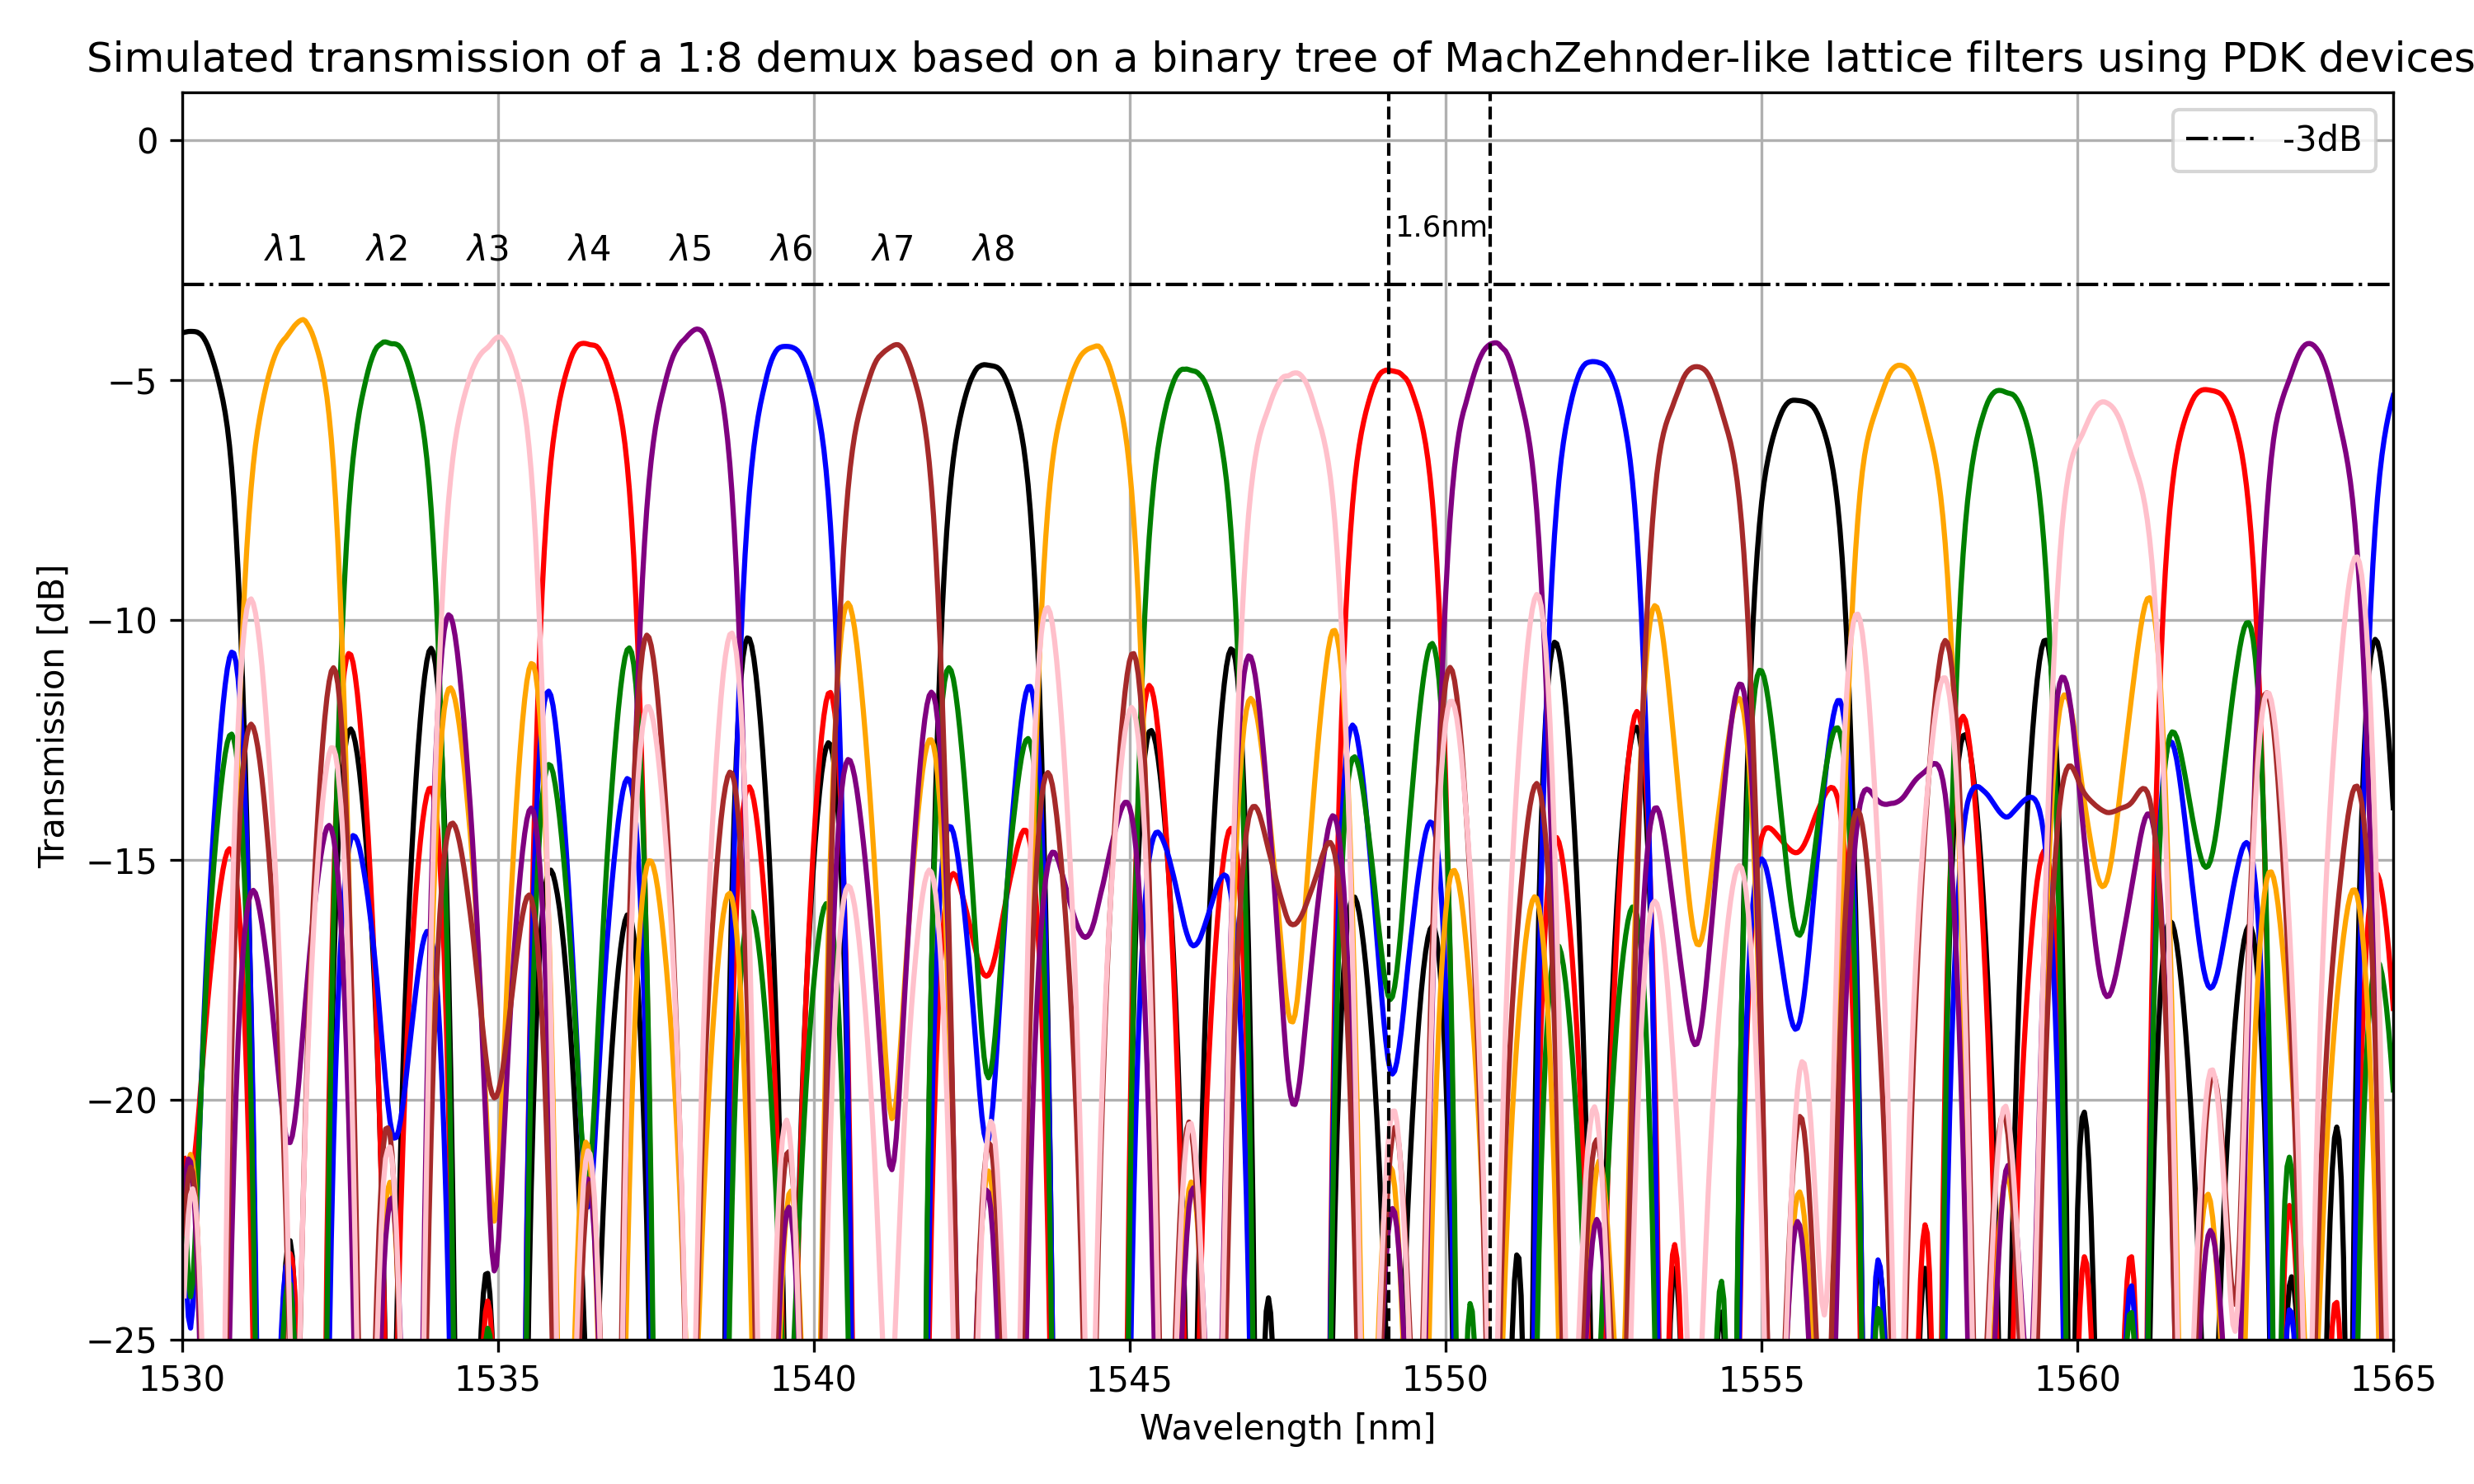 Simulated transmission of a 1:8 demux based on a binary tree of MachZehnder-like lattice filters using PDK devices
-3dB
1.6nm
λ1 λ2 λ3 λ4 λ5 λ6 λ7 λ8
Transmission [dB]
0
−5
−10
−15
−20
−25
1530 1535 1540 1545 1550 1555 1560 1565
Wavelength [nm]